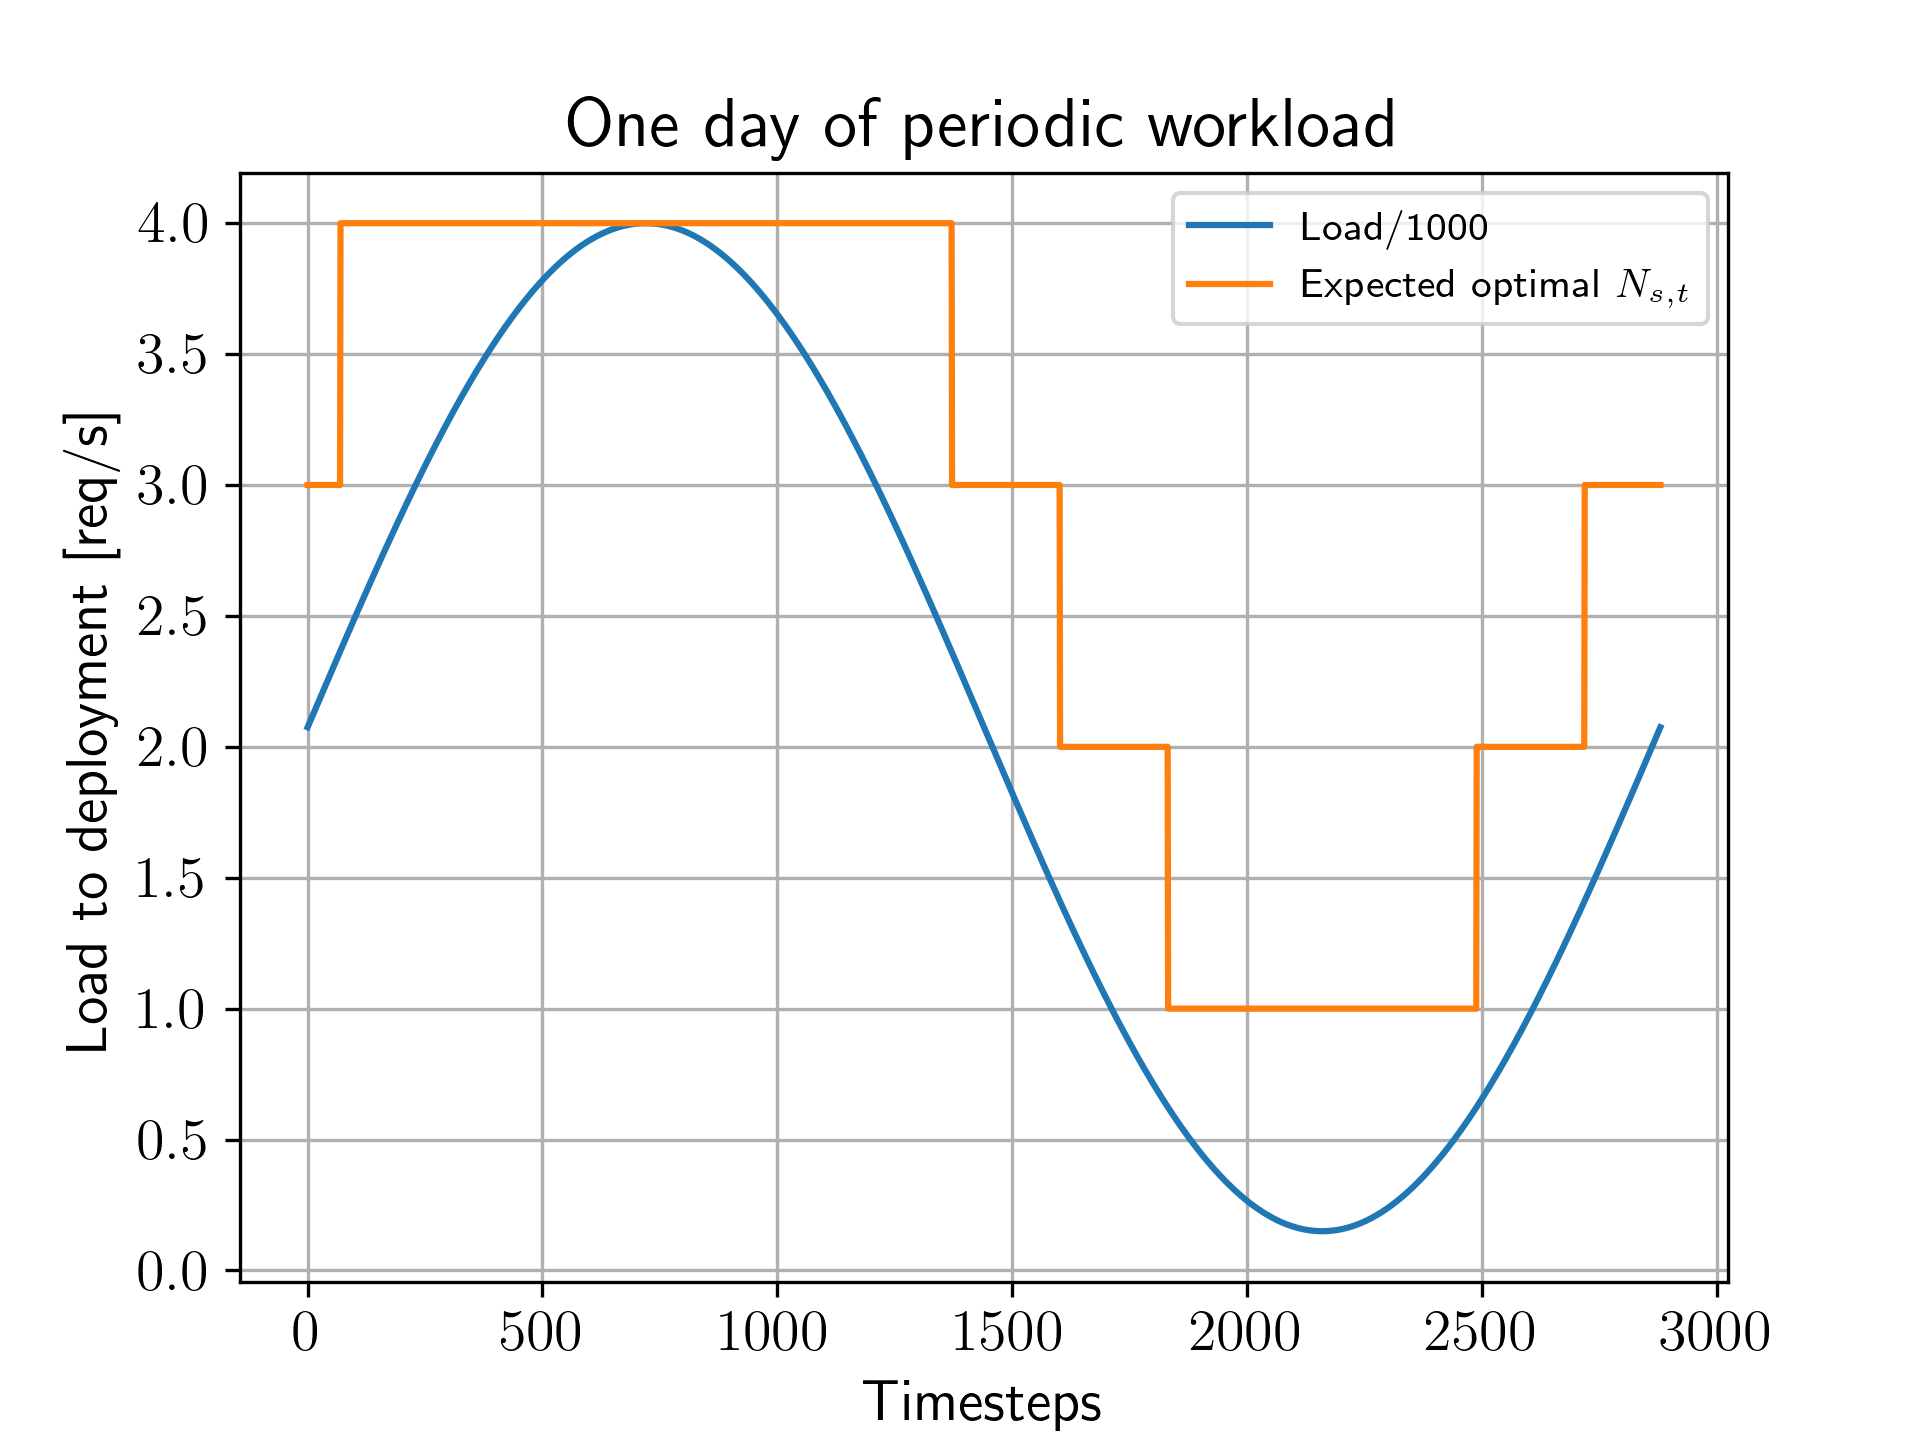 One day of periodic workload
Load/1000
Expected optimal $N_{s,t}$
Load to deployment [req/s]
4.0
3.5
3.0
2.5
2.0
1.5
1.0
0.5
0.0
0 500 1000 1500 2000 2500 3000
Timesteps